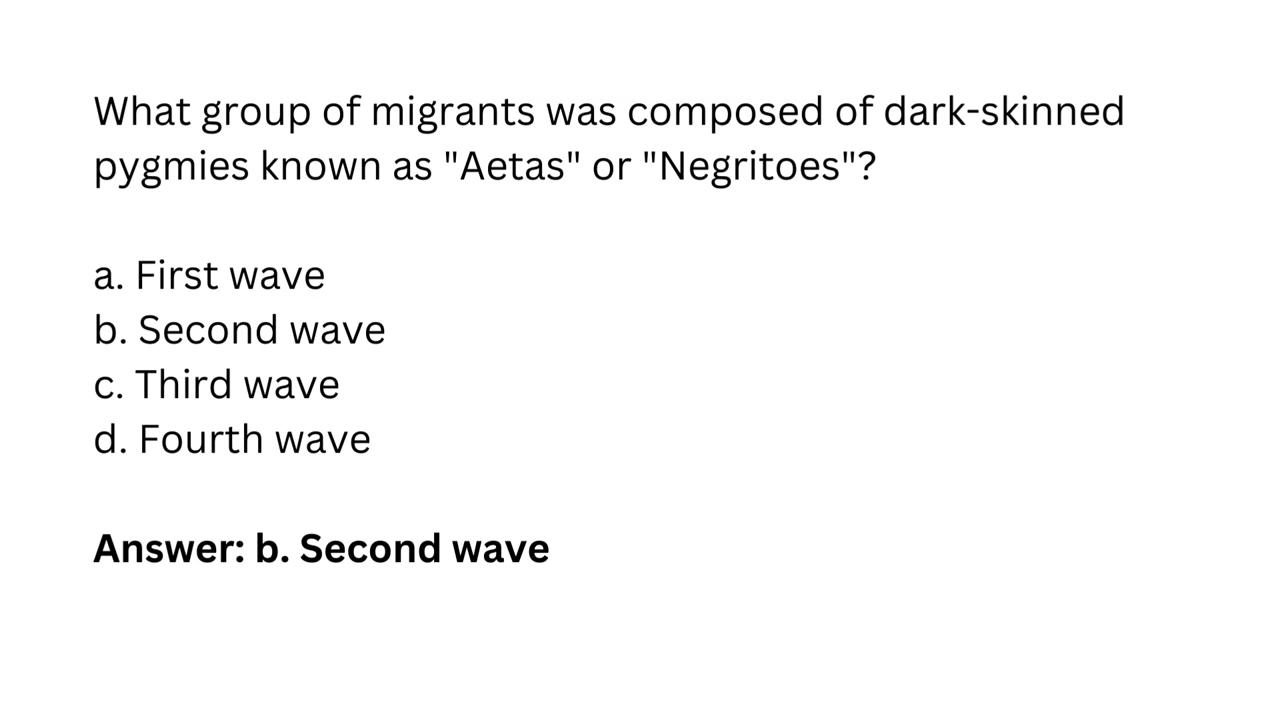 What group of migrants was composed of dark-skinned
pygmies known as "Aetas" or "Negritoes"?
a. First wave
b. Second wave
c. Third wave
d. Fourth wave
Answer: b. Second wave